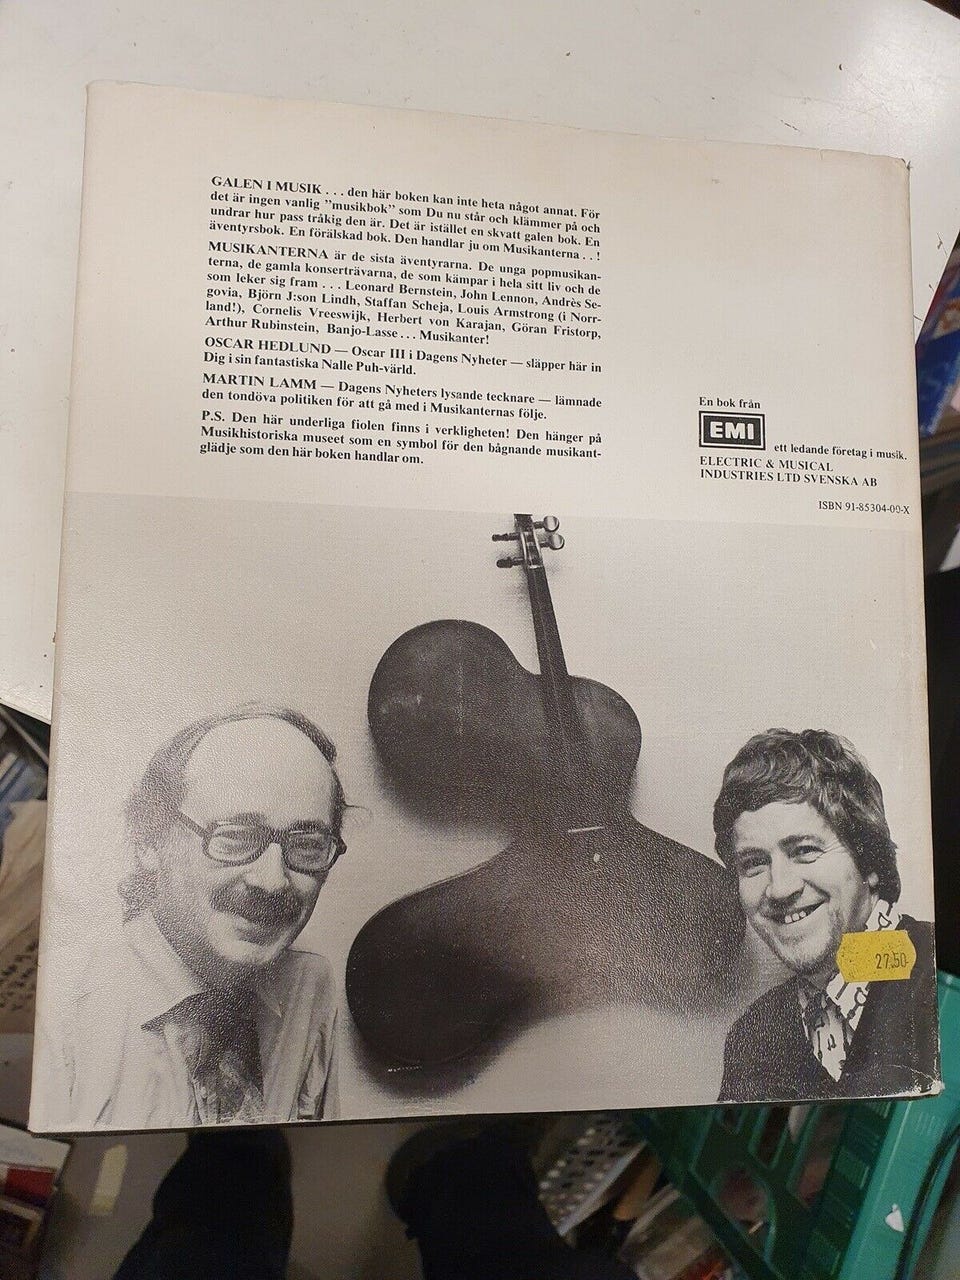 GALEN I MUSIK . . . den här boken kan inte heta något annat. För
det är ingen vanlig ”musikbok” som Du nu står och klämmer på och
undrar hur pass tråkig den är. Det är istället en skvatt galen bok. En
äventyrsbok. En förälskad bok. Den handlar ju om Musikanterna . . !
MUSIKANTERNA är de sista äventyrarna. De unga popmusikan-
terna, de gamla konserträvarna, de som kämpar i hela sitt liv och de
som leker sig fram . . . Leonard Bernstein, John Lennon, Andrès Se-
govia, Björn J:son Lindh, Staffan Scheja, Louis Armstrong (i Norr-
land!), Cornelis Vreeswijk, Herbert von Karajan, Göran Fristorp,
Arthur Rubinstein, Banjo-Lasse . . . Musikanter!
OSCAR HEDLUND — Oscar III i Dagens Nyheter — släpper här in
Dig i sin fantastiska Nalle Puh-värld.
MARTIN LAMM — Dagens Nyheters lysande tecknare — lämnade
den tondöva politiken för att gå med i Musikanternas följe.
P.S. Den här underliga fiolen finns i verkligheten! Den hänger på
Musikhistoriska museet som en symbol för den bågnande musikant-
glädje som den här boken handlar om.
En bok från
EMI
ett ledande företag i musik.
ELECTRIC & MUSICAL
INDUSTRIES LTD SVENSKA AB
ISBN 91-85304-00-X
27.50